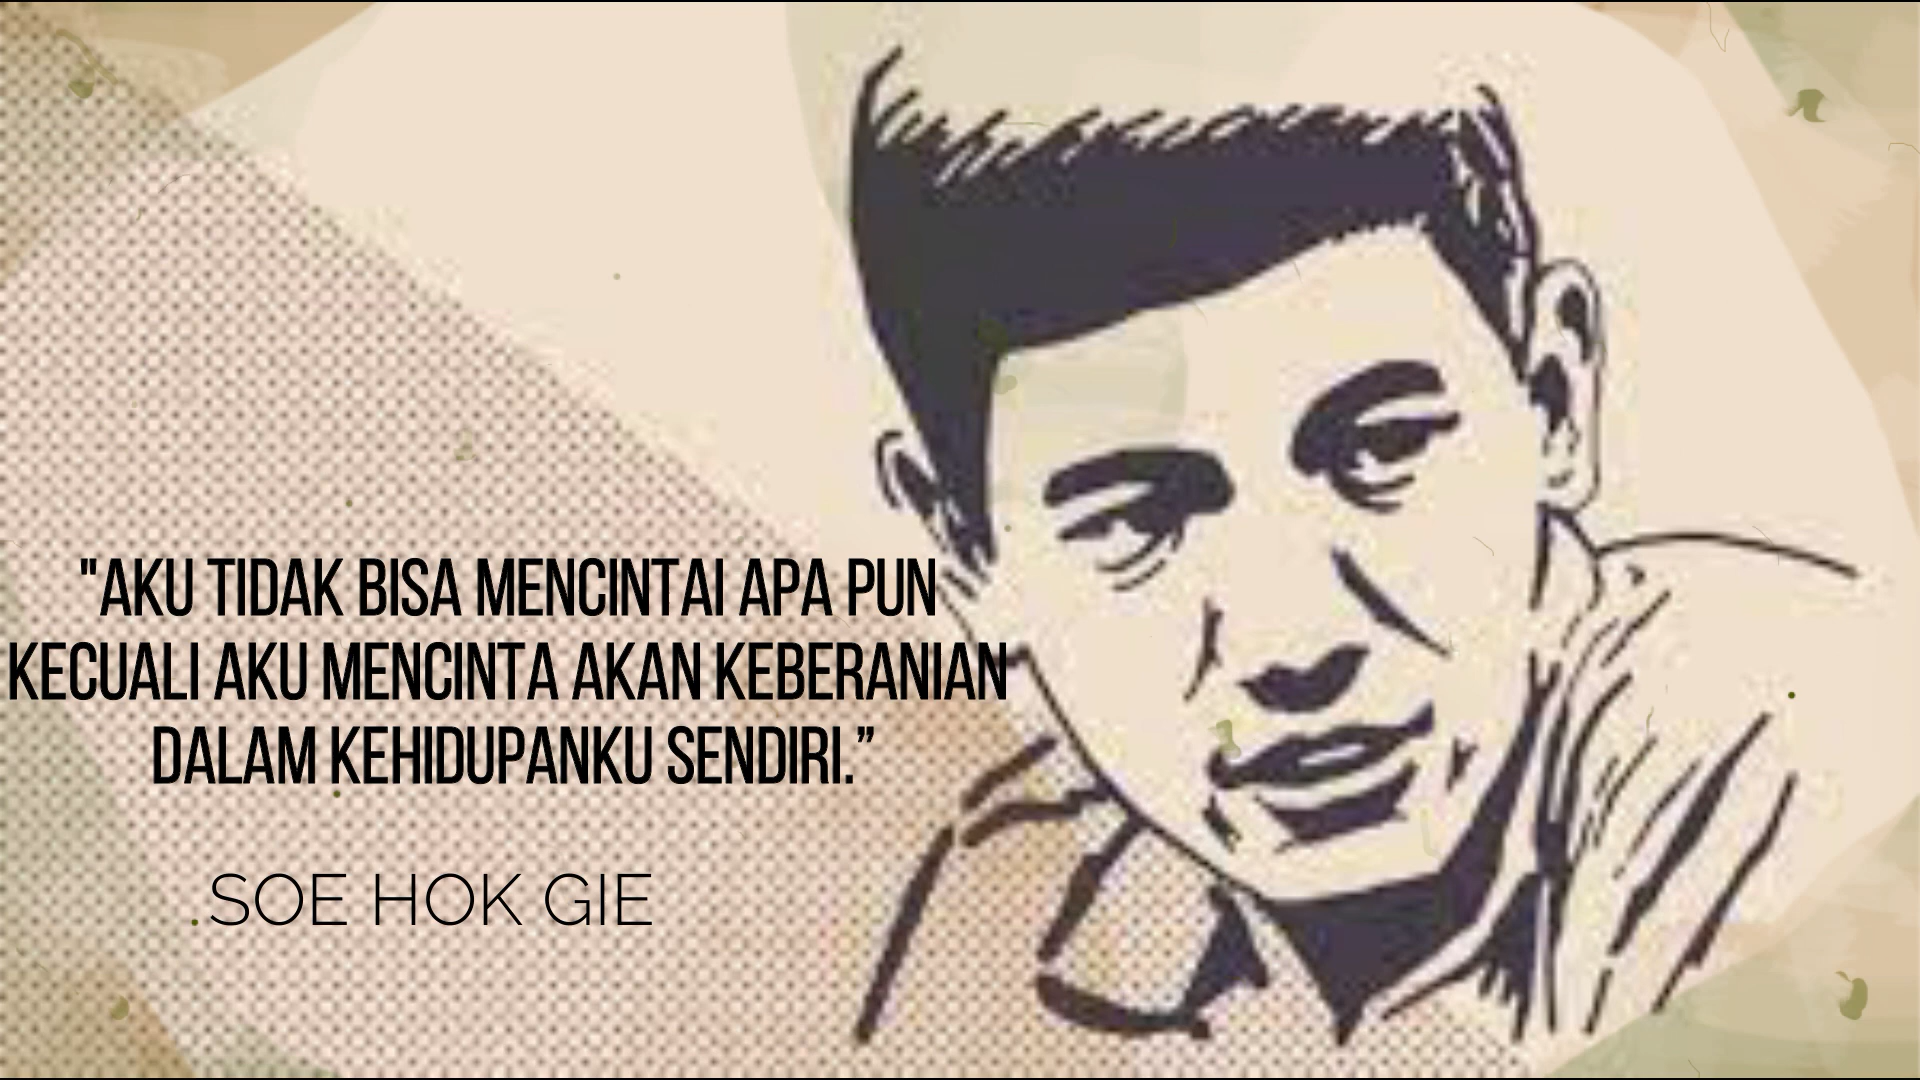 "AKU TIDAK BISA MENCINTAI APA PUN
KECUALI AKU MENCINTA AKAN KEBERANIAN
DALAM KEHIDUPANKU SENDIRI.”
SOE HOK GIE